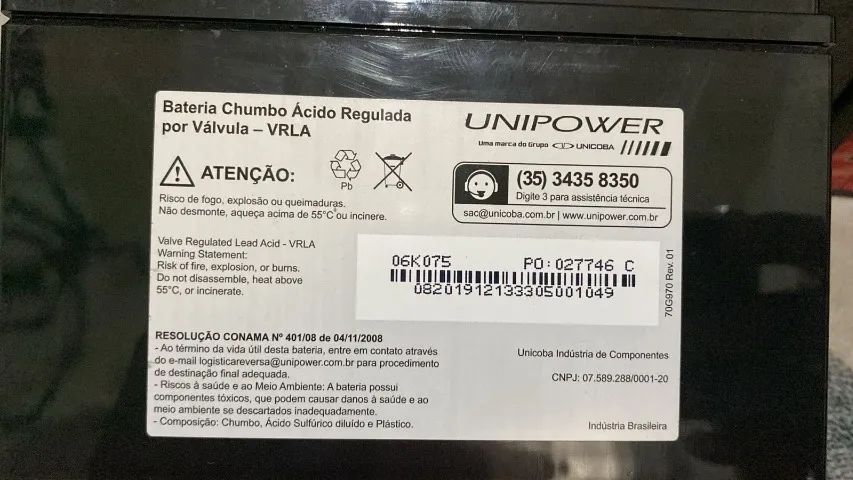 Bateria Chumbo Ácido Regulada
por Válvula – VRLA
UNIPOWER
Uma marca do Grupo UNICOBA
ATENÇÃO:
Pb
Risco de fogo, explosão ou queimaduras.
Não desmonte, aqueça acima de 55°C ou incinere.
(35) 3435 8350
Digite 3 para assistência técnica
sac@unicoba.com.br | www.unipower.com.br
Valve Regulated Lead Acid - VRLA
Warning Statement:
Risk of fire, explosion, or burns.
Do not disassemble, heat above
55°C, or incinerate.
06K075 PO:027746 C
08201912133305001049
70G970 Rev. 01
RESOLUÇÃO CONAMA Nº 401/08 de 04/11/2008
- Ao término da vida útil desta bateria, entre em contato através
do e-mail logisticareversa@unipower.com.br para procedimento
de destinação final adequada.
- Riscos à saúde e ao Meio Ambiente: A bateria possui
componentes tóxicos, que podem causar danos à saúde e ao
meio ambiente se descartados inadequadamente.
- Composição: Chumbo, Ácido Sulfúrico diluído e Plástico.
Unicoba Indústria de Componentes
CNPJ: 07.589.288/0001-20
Indústria Brasileira